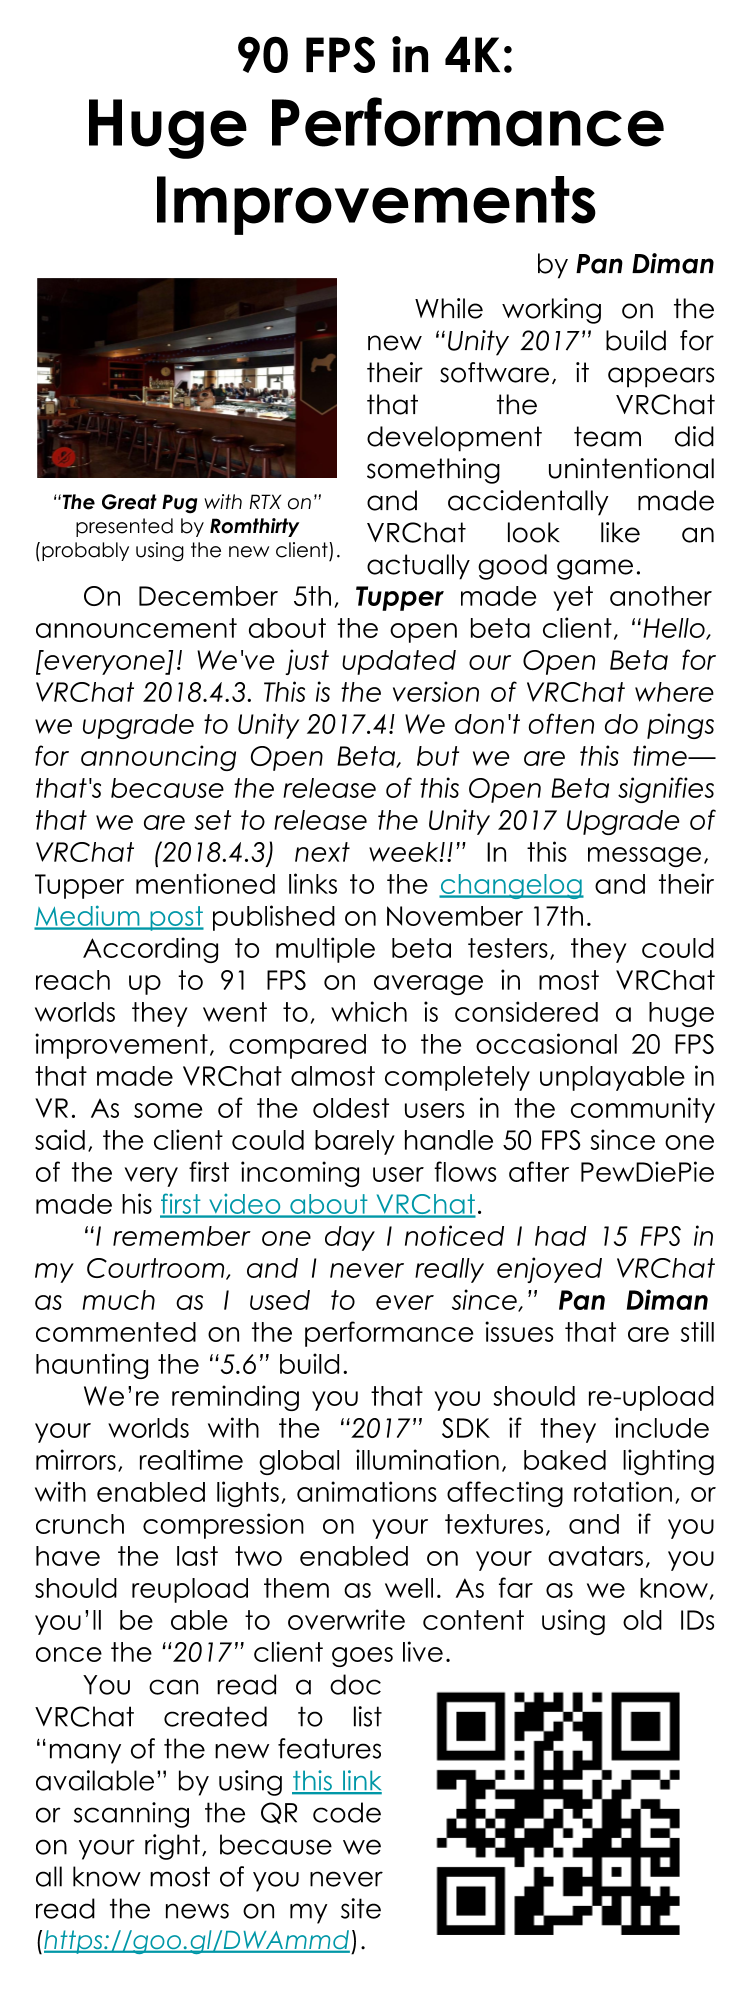 90 FPS in 4K:
Huge Performance
Improvements
by Pan Diman
“The Great Pug with RTX on”
presented by Romthirty
(probably using the new client).
While working on the
new “Unity 2017” build for
their software, it appears
that the VRChat
development team did
something unintentional
and accidentally made
VRChat look like an
actually good game.
On December 5th, Tupper made yet another
announcement about the open beta client, “Hello,
[everyone]! We've just updated our Open Beta for
VRChat 2018.4.3. This is the version of VRChat where
we upgrade to Unity 2017.4! We don't often do pings
for announcing Open Beta, but we are this time—
that's because the release of this Open Beta signifies
that we are set to release the Unity 2017 Upgrade of
VRChat (2018.4.3) next week!!” In this message,
Tupper mentioned links to the changelog and their
Medium post published on November 17th.
According to multiple beta testers, they could
reach up to 91 FPS on average in most VRChat
worlds they went to, which is considered a huge
improvement, compared to the occasional 20 FPS
that made VRChat almost completely unplayable in
VR. As some of the oldest users in the community
said, the client could barely handle 50 FPS since one
of the very first incoming user flows after PewDiePie
made his first video about VRChat.
“I remember one day I noticed I had 15 FPS in
my Courtroom, and I never really enjoyed VRChat
as much as I used to ever since,” Pan Diman
commented on the performance issues that are still
haunting the “5.6” build.
We’re reminding you that you should re-upload
your worlds with the “2017” SDK if they include
mirrors, realtime global illumination, baked lighting
with enabled lights, animations affecting rotation, or
crunch compression on your textures, and if you
have the last two enabled on your avatars, you
should reupload them as well. As far as we know,
you’ll be able to overwrite content using old IDs
once the “2017” client goes live.
You can read a doc
VRChat created to list
“many of the new features
available” by using this link
or scanning the QR code
on your right, because we
all know most of you never
read the news on my site
(https://goo.gl/DWAmmd).